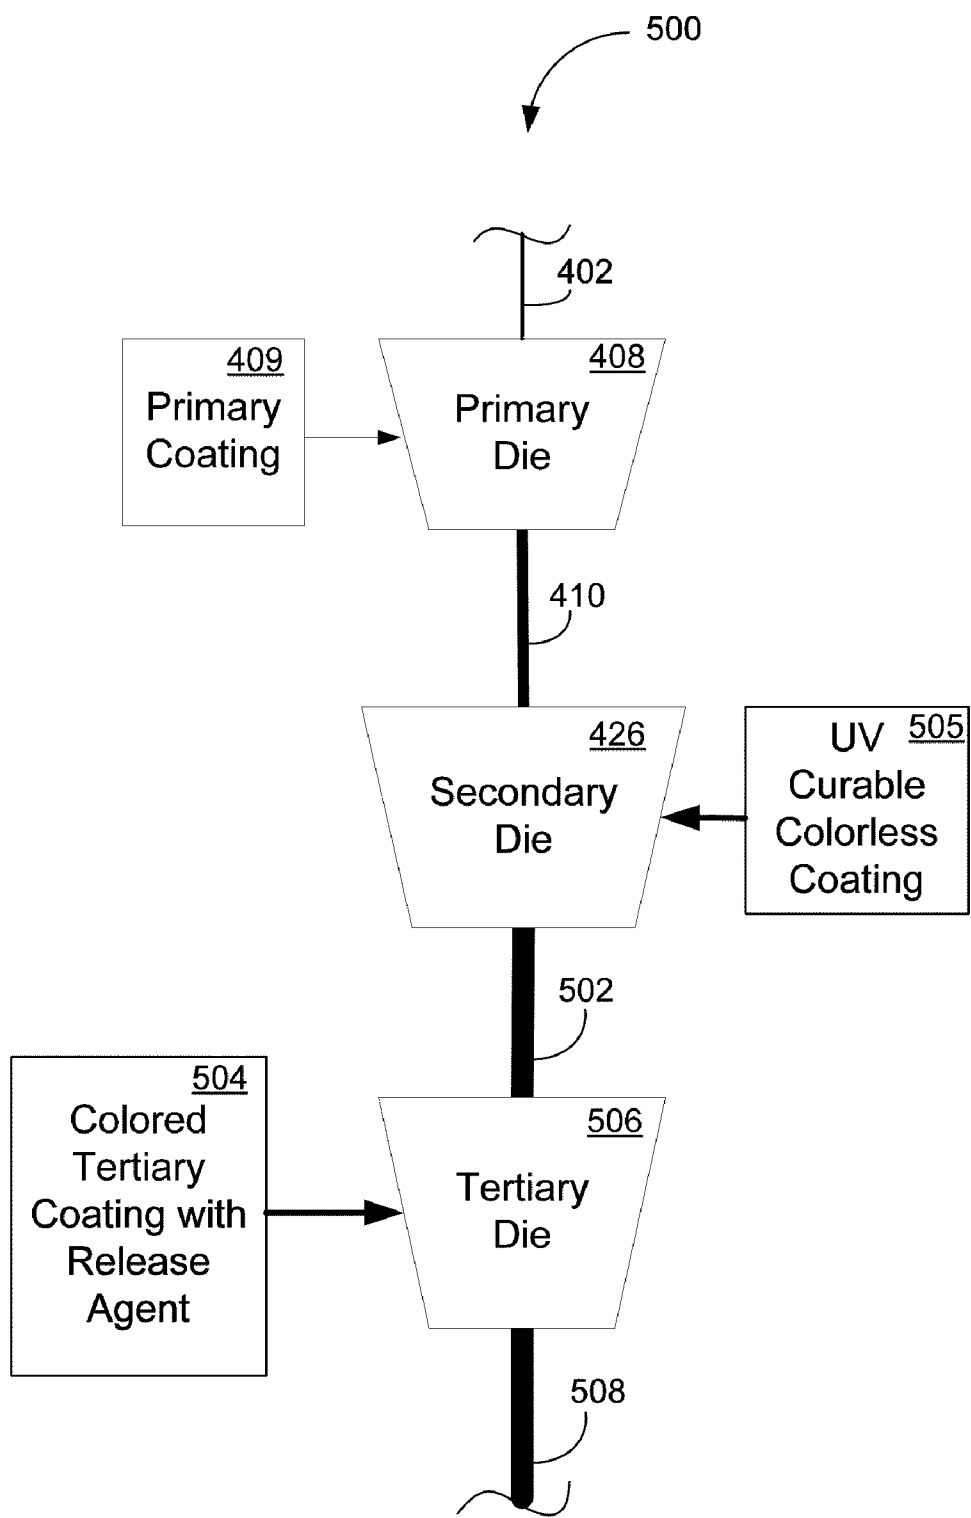 500
402
409
Primary
Coating
408
Primary
Die
410
426
Secondary
Die
505
UV
Curable
Colorless
Coating
502
504
Colored
Tertiary
Coating with
Release
Agent
506
Tertiary
Die
508